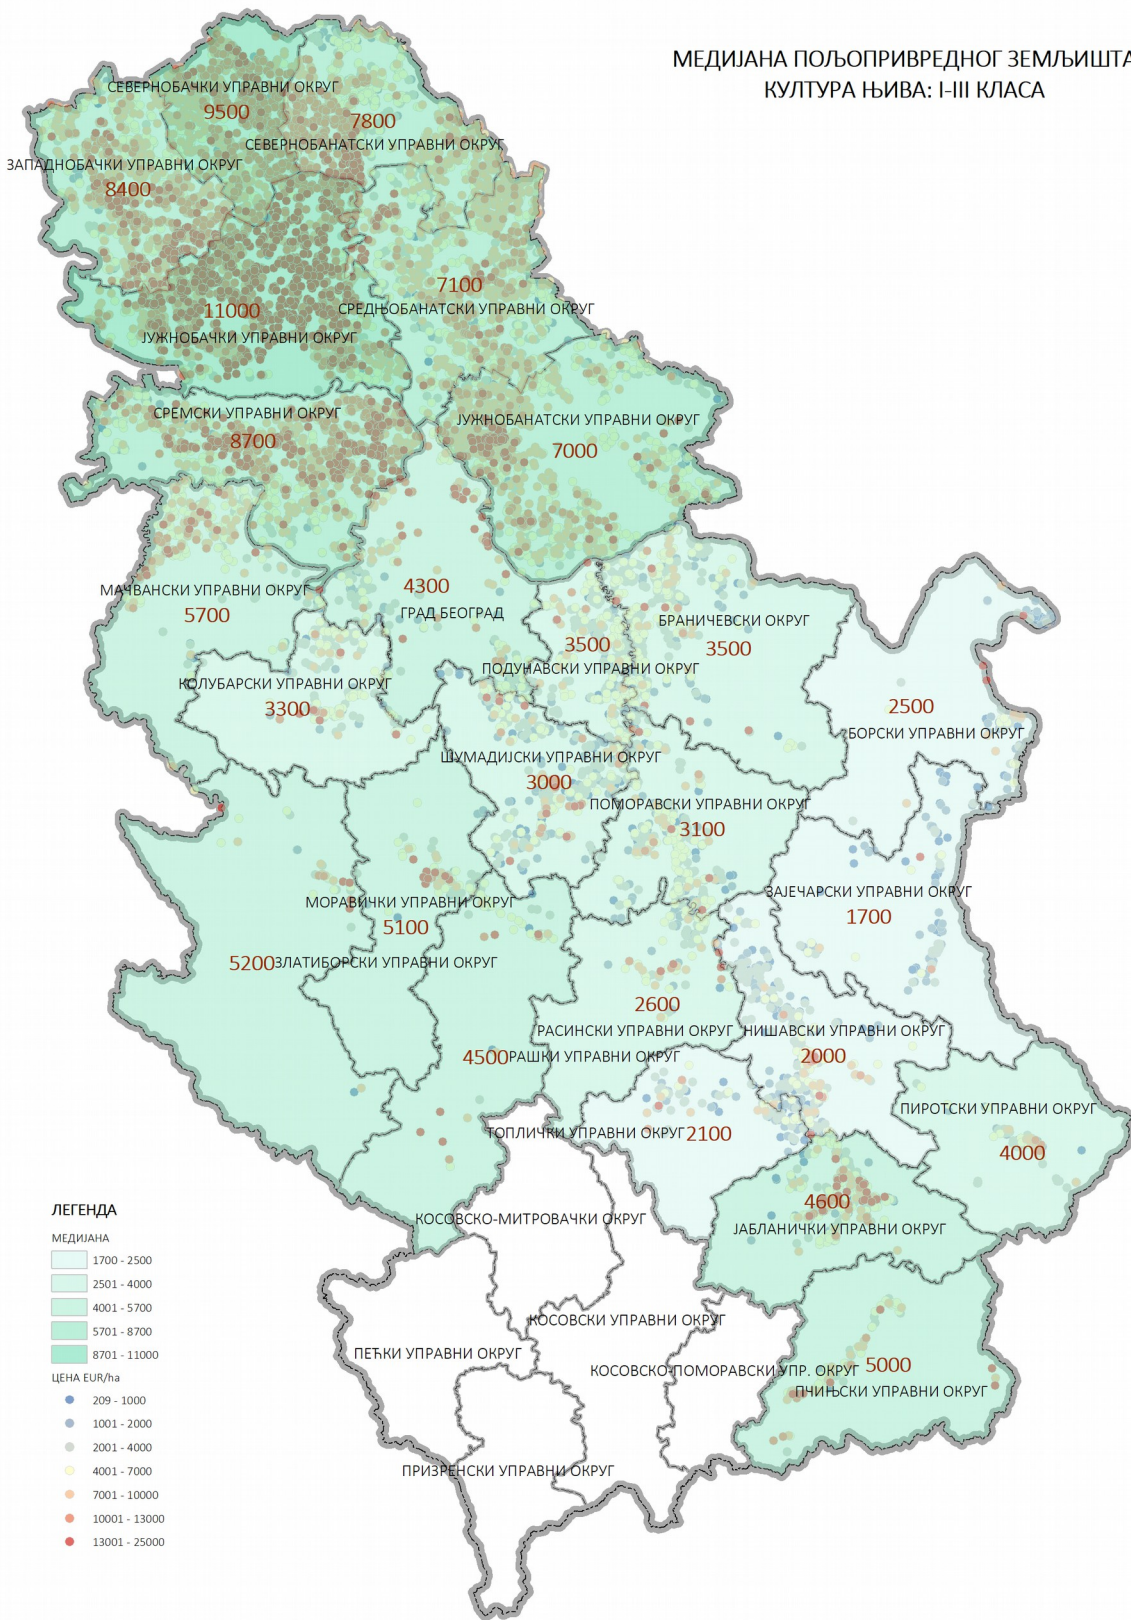 МЕДИЈАНА ПОЉОПРИВРЕДНОГ ЗЕМЉИШТА
КУЛТУРА ЊИВА: I-III КЛАСА
СЕВЕРНОБАЧКИ УПРАВНИ ОКРУГ
9500
7800
СЕВЕРНОБАНАТСКИ УПРАВНИ ОКРУГ
ЗАПАДНОБАЧКИ УПРАВНИ ОКРУГ
8400
7100
СРЕДЊОБАНАТСКИ УПРАВНИ ОКРУГ
11000
ЈУЖНОБАЧКИ УПРАВНИ ОКРУГ
СРЕМСКИ УПРАВНИ ОКРУГ
8700
ЈУЖНОБАНАТСКИ УПРАВНИ ОКРУГ
7000
МАЧВАНСКИ УПРАВНИ ОКРУГ
5700
4300
ГРАД БЕОГРАД
БРАНИЧЕВСКИ ОКРУГ
3500
3500
ПОДУНАВСКИ УПРАВНИ ОКРУГ
КОЛУБАРСКИ УПРАВНИ ОКРУГ
3300
2500
БОРСКИ УПРАВНИ ОКРУГ
ШУМАДИЈСКИ УПРАВНИ ОКРУГ
3000
ПОМОРАВСКИ УПРАВНИ ОКРУГ
3100
ЗАЈЕЧАРСКИ УПРАВНИ ОКРУГ
1700
МОРАВИЧКИ УПРАВНИ ОКРУГ
5100
5200 ЗЛАТИБОРСКИ УПРАВНИ ОКРУГ
2600
РАСИНСКИ УПРАВНИ ОКРУГ
НИШАВСКИ УПРАВНИ ОКРУГ
2000
4500 РАШКИ УПРАВНИ ОКРУГ
ПИРОТСКИ УПРАВНИ ОКРУГ
4000
ТОПЛИЧКИ УПРАВНИ ОКРУГ 2100
4600
ЈАБЛАНИЧКИ УПРАВНИ ОКРУГ
КОСОВСКО-МИТРОВАЧКИ ОКРУГ
КОСОВСКИ УПРАВНИ ОКРУГ
ПЕЋКИ УПРАВНИ ОКРУГ
КОСОВСКО-ПОМОРАВСКИ УПР. ОКРУГ
5000
ПЧИЊСКИ УПРАВНИ ОКРУГ
ПРИЗРЕНСКИ УПРАВНИ ОКРУГ
ЛЕГЕНДА
МЕДИЈАНА
1700 - 2500
2501 - 4000
4001 - 5700
5701 - 8700
8701 - 11000
ЦЕНА EUR/ha
209 - 1000
1001 - 2000
2001 - 4000
4001 - 7000
7001 - 10000
10001 - 13000
13001 - 25000